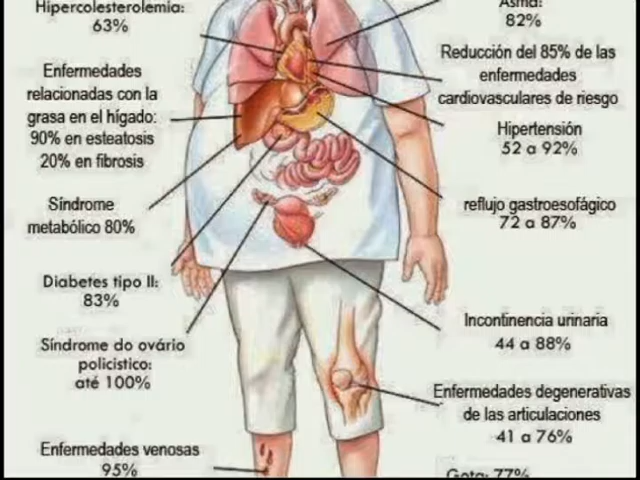 Hipercolesterolemia:
63%
Enfermedades
relacionadas con la
grasa en el hígado:
90% en esteatosis
20% en fibrosis
Síndrome
metabólico 80%
Diabetes tipo II:
83%
Síndrome do ovário
policistico:
até 100%
Enfermedades venosas
95%
Asma:
82%
Reducción del 85% de las
enfermedades
cardiovasculares de riesgo
Hipertensión
52 a 92%
reflujo gastroesofágico
72 a 87%
Incontinencia urinaria
44 a 88%
Enfermedades degenerativas
de las articulaciones
41 a 76%
Gota: 77%